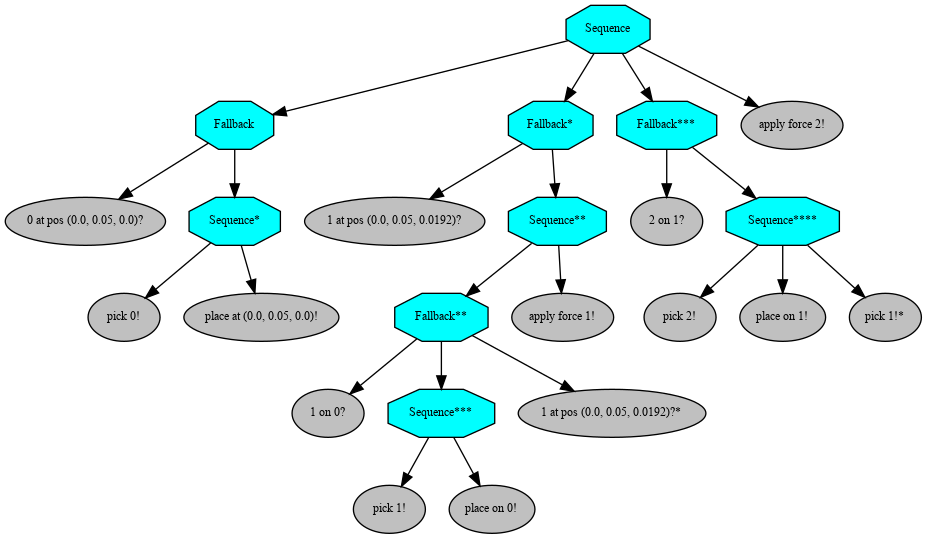 Sequence
Fallback
Fallback*
Fallback***
apply force 2!
0 at pos (0.0, 0.05, 0.0)?
Sequence*
1 at pos (0.0, 0.05, 0.0192)?
Sequence**
2 on 1?
Sequence****
pick 0!
place at (0.0, 0.05, 0.0)!
Fallback**
apply force 1!
pick 2!
place on 1!
pick 1!*
1 on 0?
Sequence***
1 at pos (0.0, 0.05, 0.0192)?*
pick 1!
place on 0!